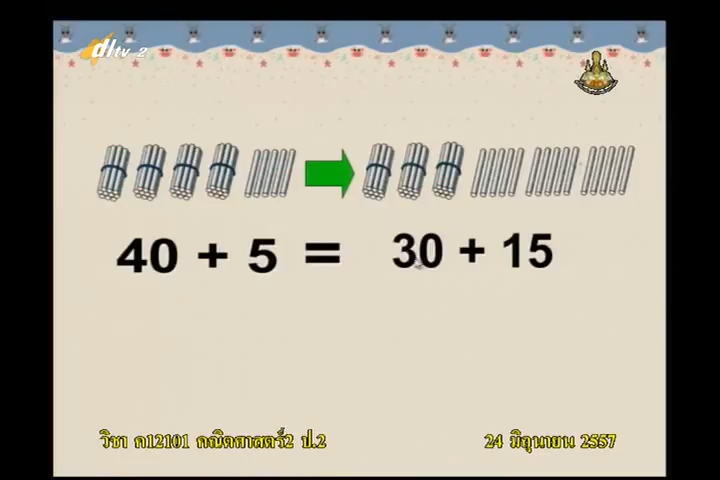 dltv 2
40 + 5 = 30 + 15
วิชา ค12101 คณิตศาสตร์2 ป.2
24 มิถุนายน 2557